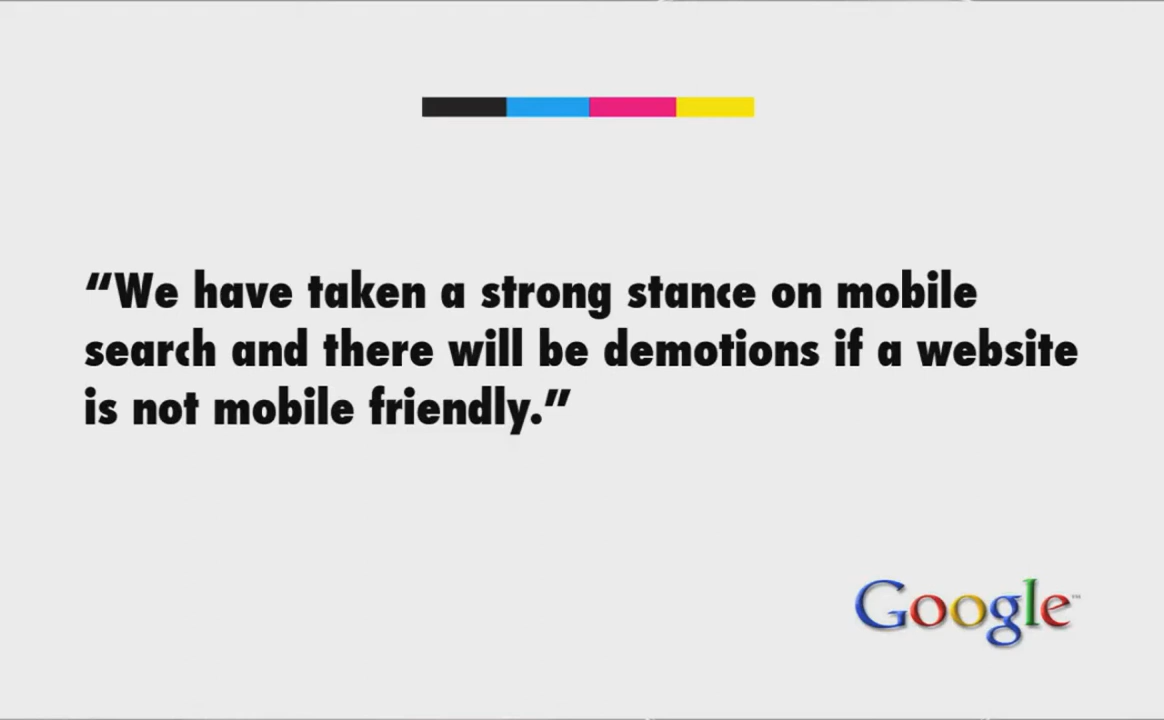 “We have taken a strong stance on mobile
search and there will be demotions if a website
is not mobile friendly.”
Google™